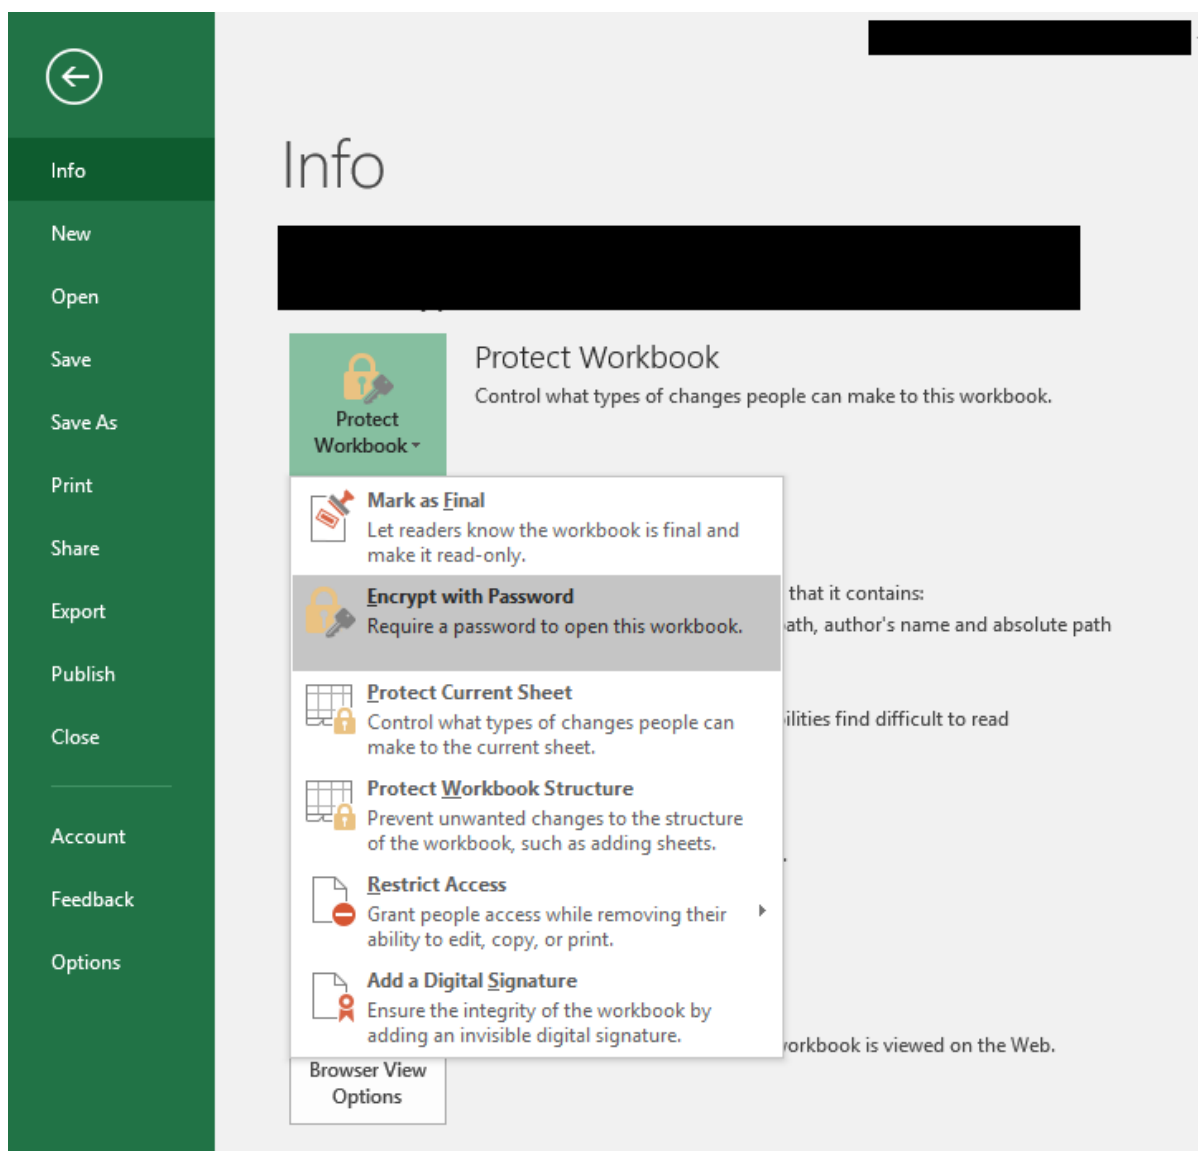 Info
New
Open
Save
Save As
Print
Share
Export
Publish
Close
Account
Feedback
Options
Info
Protect Workbook
Control what types of changes people can make to this workbook.
Protect
Workbook
Mark as Final
Let readers know the workbook is final and
make it read-only.
Encrypt with Password
Require a password to open this workbook.
Protect Current Sheet
Control what types of changes people can
make to the current sheet.
Protect Workbook Structure
Prevent unwanted changes to the structure
of the workbook, such as adding sheets.
Restrict Access
Grant people access while removing their
ability to edit, copy, or print.
Add a Digital Signature
Ensure the integrity of the workbook by
adding an invisible digital signature.
that it contains:
ath, author's name and absolute path
ilities find difficult to read
orkbook is viewed on the Web.
Browser View
Options